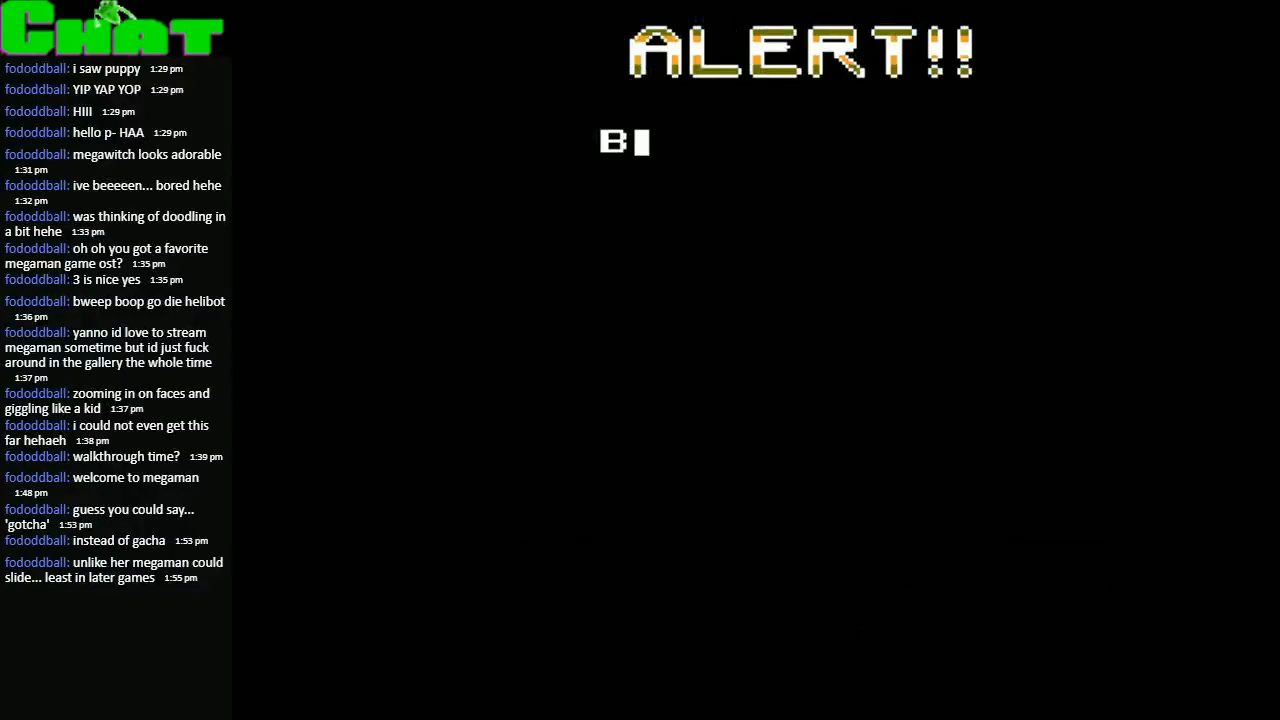 CHAT
fododdball: i saw puppy 1:29 pm
fododdball: YIP YAP YOP 1:29 pm
fododdball: HIII 1:29 pm
fododdball: hello p- HAA 1:29 pm
fododdball: megawitch looks adorable
1:31 pm
fododdball: ive beeeeen... bored hehe
1:32 pm
fododdball: was thinking of doodling in
a bit hehe 1:33 pm
fododdball: oh oh you got a favorite
megaman game ost? 1:35 pm
fododdball: 3 is nice yes 1:35 pm
fododdball: bweep boop go die helibot
1:36 pm
fododdball: yanno id love to stream
megaman sometime but id just fuck
around in the gallery the whole time
1:37 pm
fododdball: zooming in on faces and
giggling like a kid 1:37 pm
fododdball: i could not even get this
far hehaeh 1:38 pm
fododdball: walkthrough time? 1:39 pm
fododdball: welcome to megaman
1:48 pm
fododdball: guess you could say...
'gotcha' 1:53 pm
fododdball: instead of gacha 1:53 pm
fododdball: unlike her megaman could
slide... least in later games 1:55 pm
ALERT!!
B